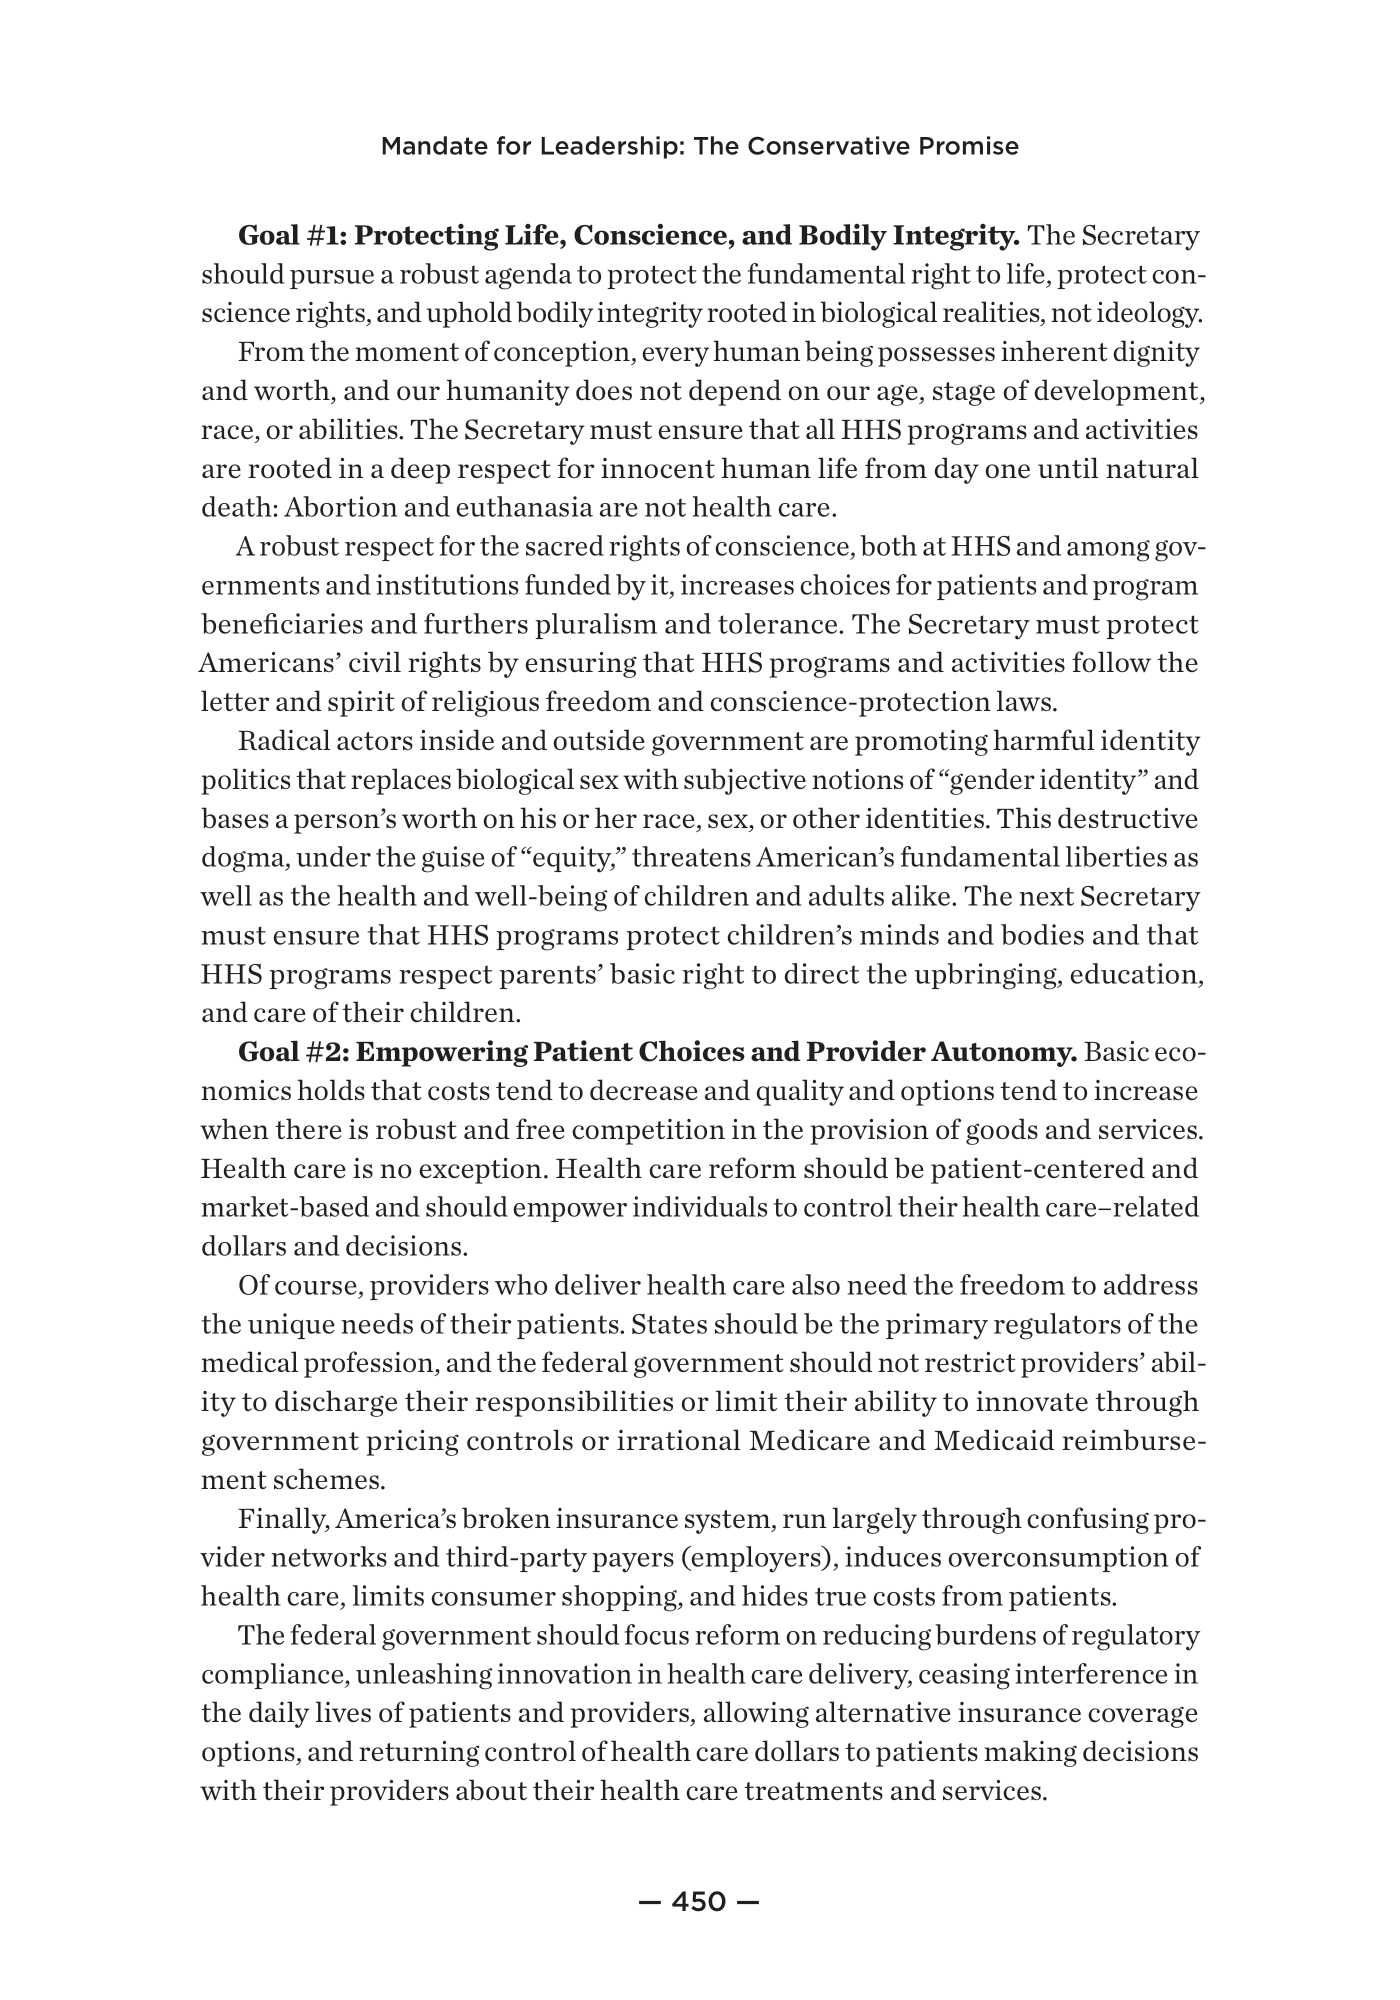 Mandate for Leadership: The Conservative Promise
Goal #1: Protecting Life, Conscience, and Bodily Integrity. The Secretary
should pursue a robust agenda to protect the fundamental right to life, protect con-
science rights, and uphold bodily integrity rooted in biological realities, not ideology.
From the moment of conception, every human being possesses inherent dignity
and worth, and our humanity does not depend on our age, stage of development,
race, or abilities. The Secretary must ensure that all HHS programs and activities
are rooted in a deep respect for innocent human life from day one until natural
death: Abortion and euthanasia are not health care.
A robust respect for the sacred rights of conscience, both at HHS and among gov-
ernments and institutions funded by it, increases choices for patients and program
beneficiaries and furthers pluralism and tolerance. The Secretary must protect
Americans’ civil rights by ensuring that HHS programs and activities follow the
letter and spirit of religious freedom and conscience-protection laws.
Radical actors inside and outside government are promoting harmful identity
politics that replaces biological sex with subjective notions of “gender identity” and
bases a person’s worth on his or her race, sex, or other identities. This destructive
dogma, under the guise of “equity,” threatens American’s fundamental liberties as
well as the health and well-being of children and adults alike. The next Secretary
must ensure that HHS programs protect children’s minds and bodies and that
HHS programs respect parents’ basic right to direct the upbringing, education,
and care of their children.
Goal #2: Empowering Patient Choices and Provider Autonomy. Basic eco-
nomics holds that costs tend to decrease and quality and options tend to increase
when there is robust and free competition in the provision of goods and services.
Health care is no exception. Health care reform should be patient-centered and
market-based and should empower individuals to control their health care–related
dollars and decisions.
Of course, providers who deliver health care also need the freedom to address
the unique needs of their patients. States should be the primary regulators of the
medical profession, and the federal government should not restrict providers’ abil-
ity to discharge their responsibilities or limit their ability to innovate through
government pricing controls or irrational Medicare and Medicaid reimburse-
ment schemes.
Finally, America’s broken insurance system, run largely through confusing pro-
vider networks and third-party payers (employers), induces overconsumption of
health care, limits consumer shopping, and hides true costs from patients.
The federal government should focus reform on reducing burdens of regulatory
compliance, unleashing innovation in health care delivery, ceasing interference in
the daily lives of patients and providers, allowing alternative insurance coverage
options, and returning control of health care dollars to patients making decisions
with their providers about their health care treatments and services.
— 450 —